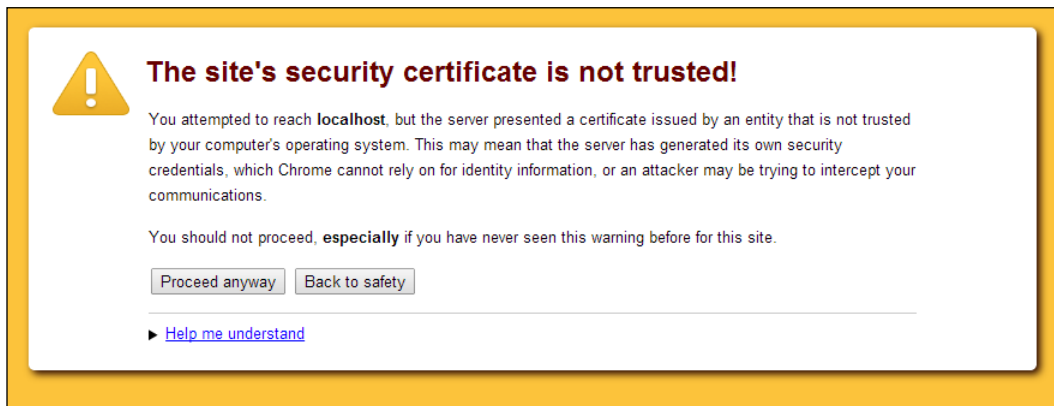 The site's security certificate is not trusted!
You attempted to reach localhost, but the server presented a certificate issued by an entity that is not trusted
by your computer's operating system. This may mean that the server has generated its own security
credentials, which Chrome cannot rely on for identity information, or an attacker may be trying to intercept your
communications.
You should not proceed, especially if you have never seen this warning before for this site.
Proceed anyway Back to safety
Help me understand